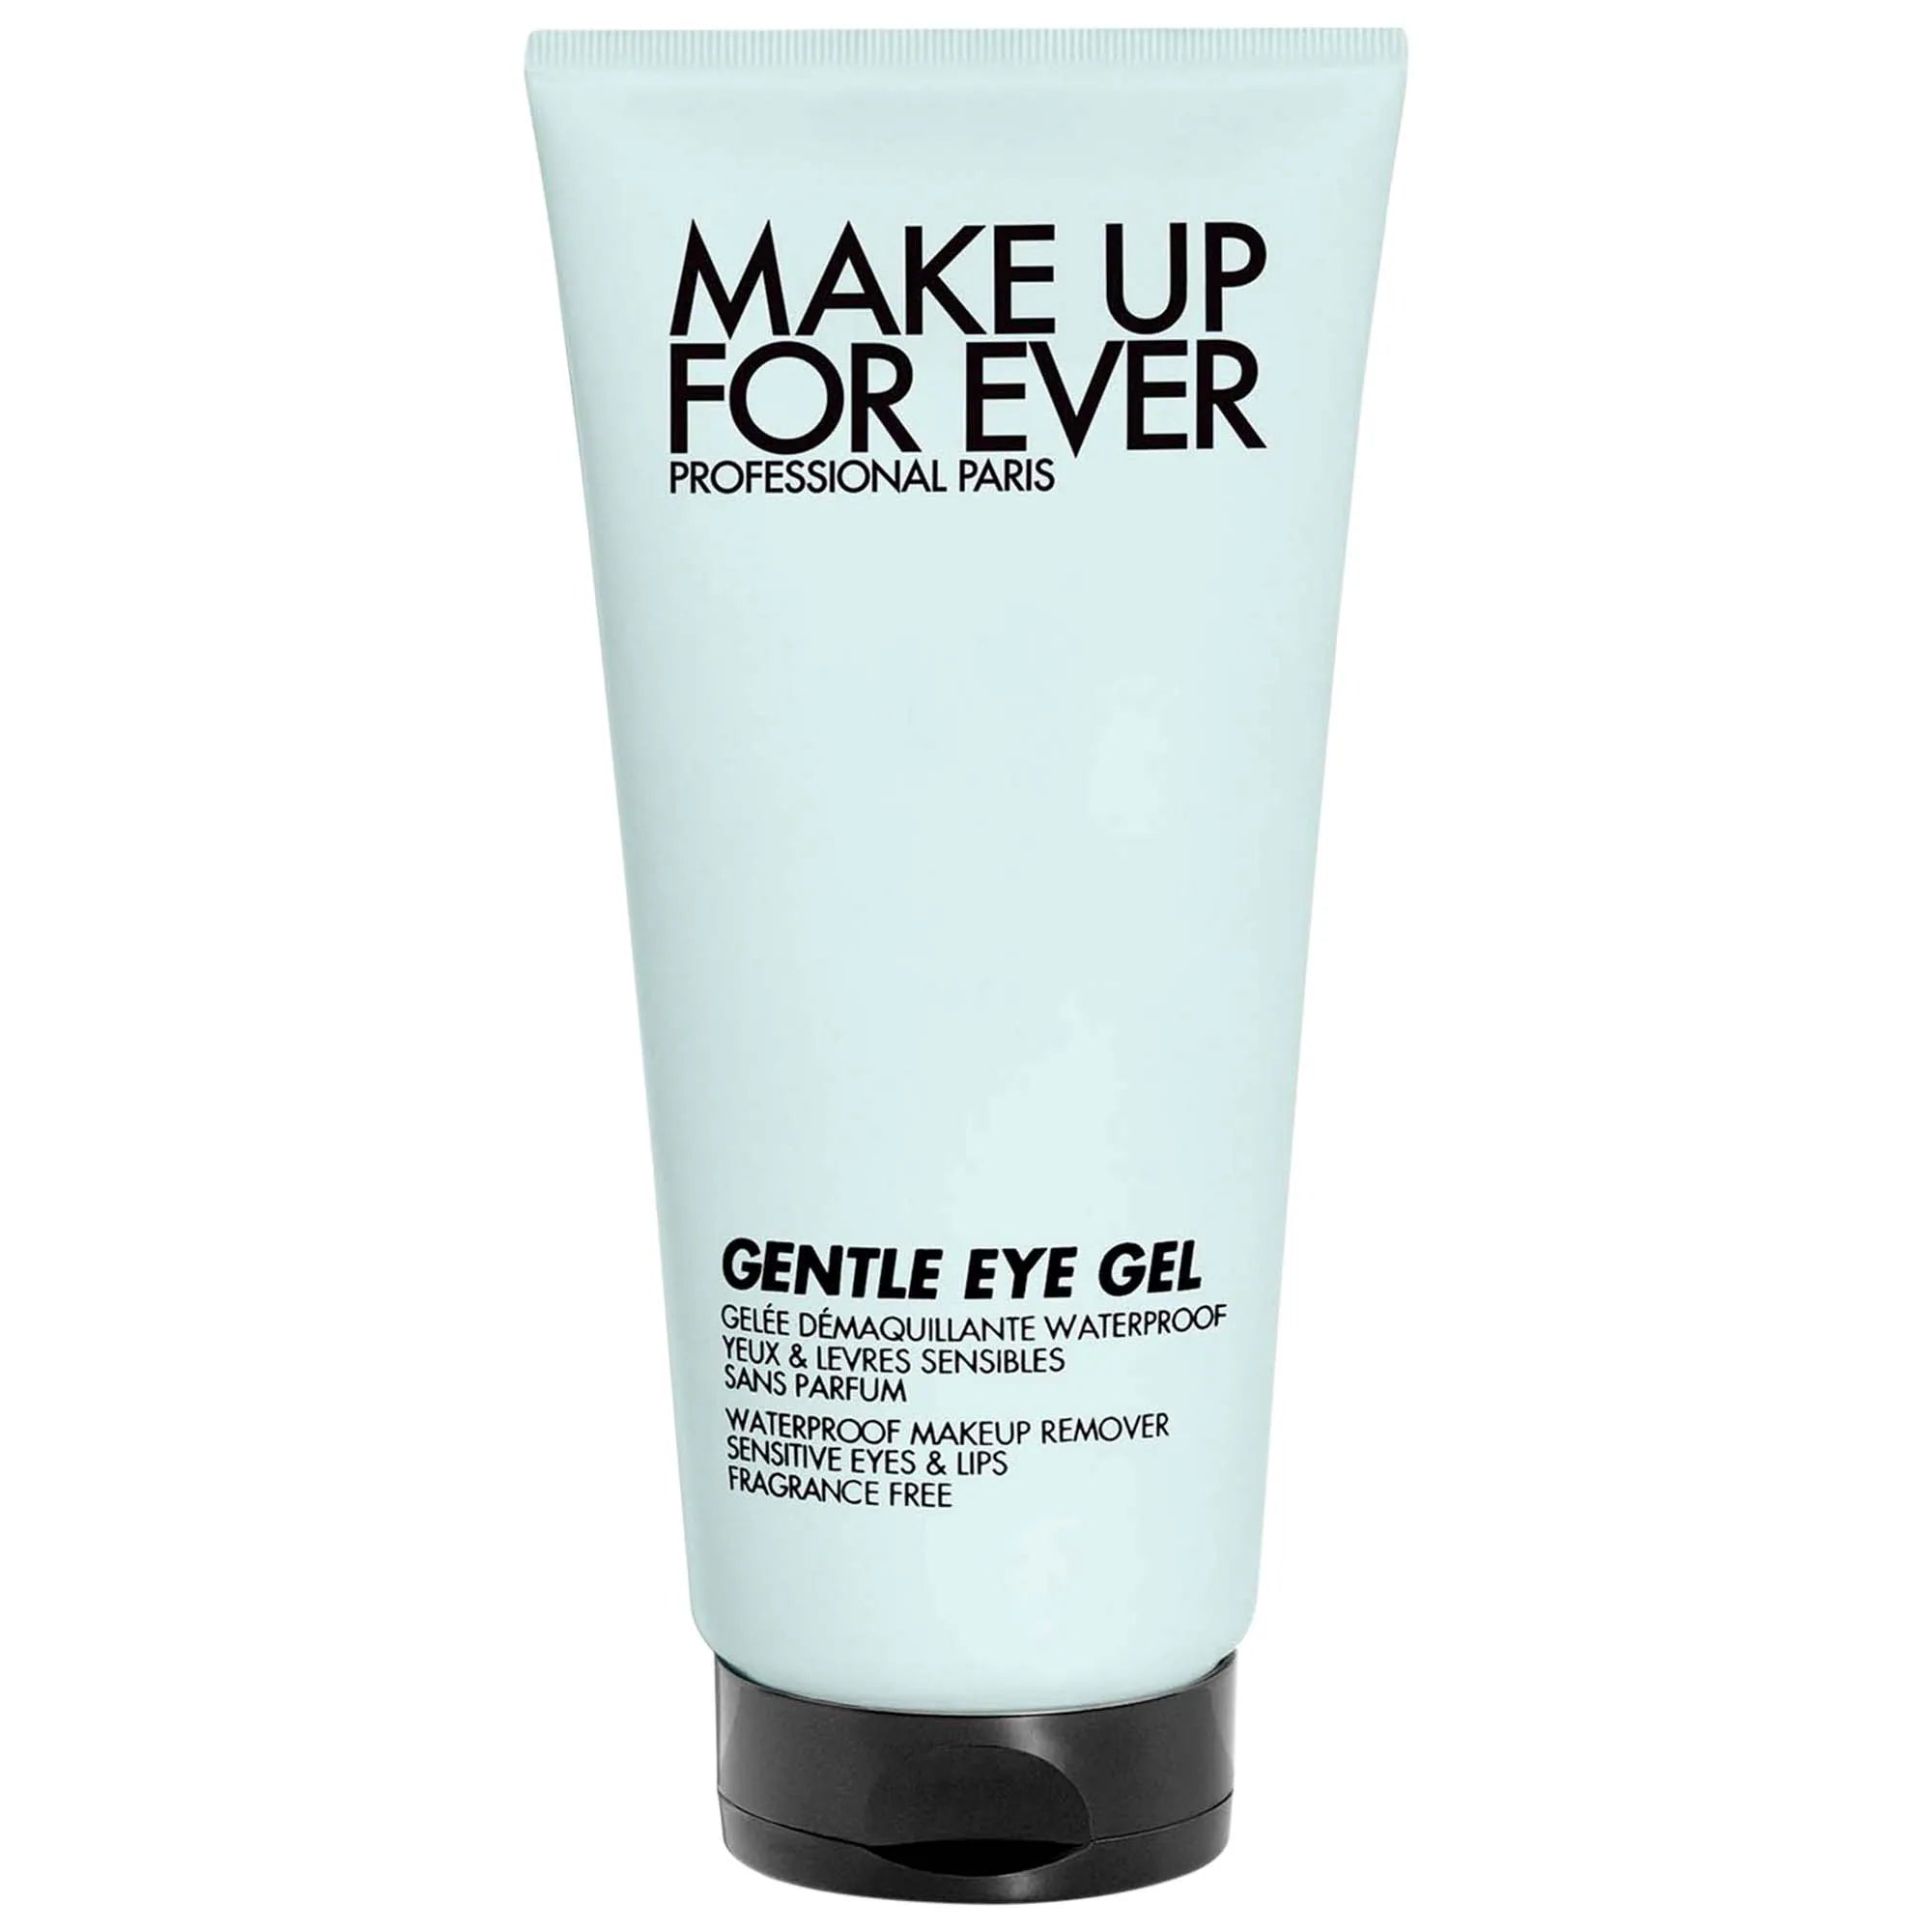 MAKE UP
FOR EVER
PROFESSIONAL PARIS
GENTLE EYE GEL
GELÉE DÉMAQUILLANTE WATERPROOF
YEUX & LEVRES SENSIBLES
SANS PARFUM
WATERPROOF MAKEUP REMOVER
SENSITIVE EYES & LIPS
FRAGRANCE FREE